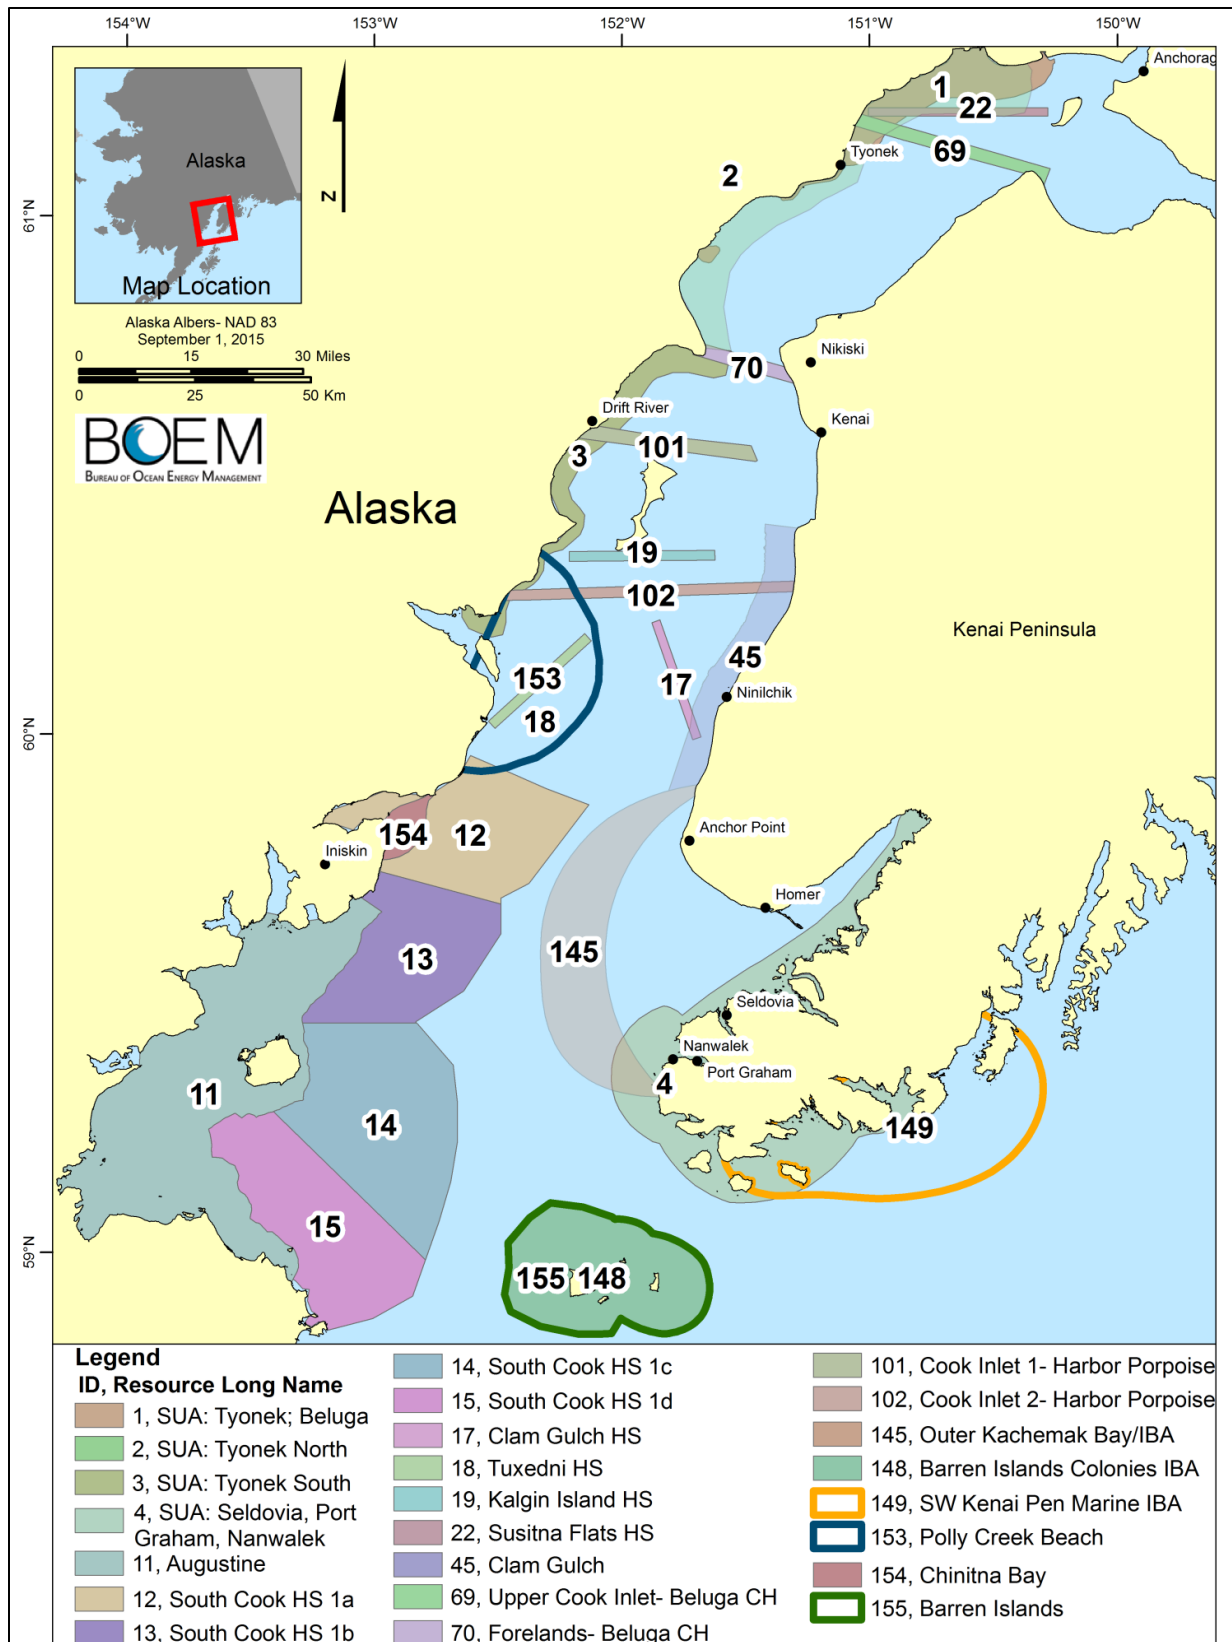 154°W 153°W 152°W 151°W 150°W
61°N
60°N
59°N
Alaska
Map Location
N
Alaska Albers- NAD 83
September 1, 2015
0 15 30 Miles
0 25 50 Km
BOEM
BUREAU OF OCEAN ENERGY MANAGEMENT
Anchorag
1
22
69
Tyonek
2
70
Nikiski
Drift River
Kenai
3
101
Alaska
19
102
Kenai Peninsula
45
153
17
Ninilchik
18
154
12
Anchor Point
Iniskin
Homer
13
145
Seldovia
Nanwalek
Port Graham
4
11
14
149
15
155
148
Legend
ID, Resource Long Name
1, SUA: Tyonek; Beluga
2, SUA: Tyonek North
3, SUA: Tyonek South
4, SUA: Seldovia, Port
Graham, Nanwalek
11, Augustine
12, South Cook HS 1a
13, South Cook HS 1b
14, South Cook HS 1c
15, South Cook HS 1d
17, Clam Gulch HS
18, Tuxedni HS
19, Kalgin Island HS
22, Susitna Flats HS
45, Clam Gulch
69, Upper Cook Inlet- Beluga CH
70, Forelands- Beluga CH
101, Cook Inlet 1- Harbor Porpoise
102, Cook Inlet 2- Harbor Porpoise
145, Outer Kachemak Bay/IBA
148, Barren Islands Colonies IBA
149, SW Kenai Pen Marine IBA
153, Polly Creek Beach
154, Chinitna Bay
155, Barren Islands